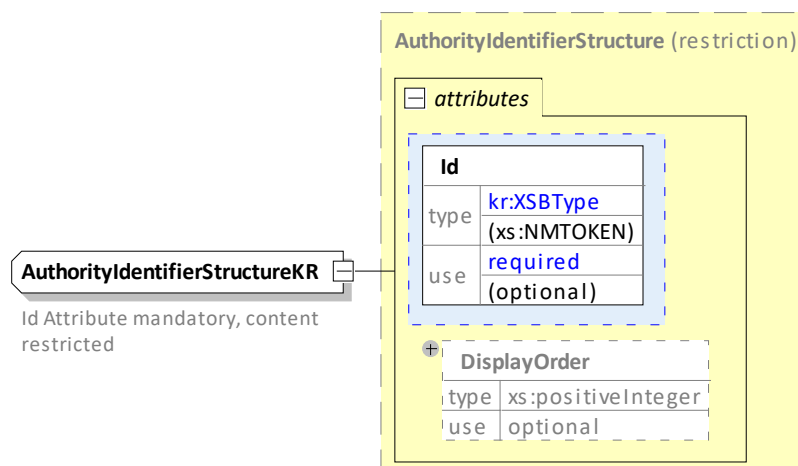 AuthorityIdentifierStructure (restriction)
attributes
Id
type kr:XSBType
(xs:NMTOKEN)
use required
(optional)
AuthorityIdentifierStructureKR
Id Attribute mandatory, content
restricted
DisplayOrder
type xs:positiveInteger
use optional